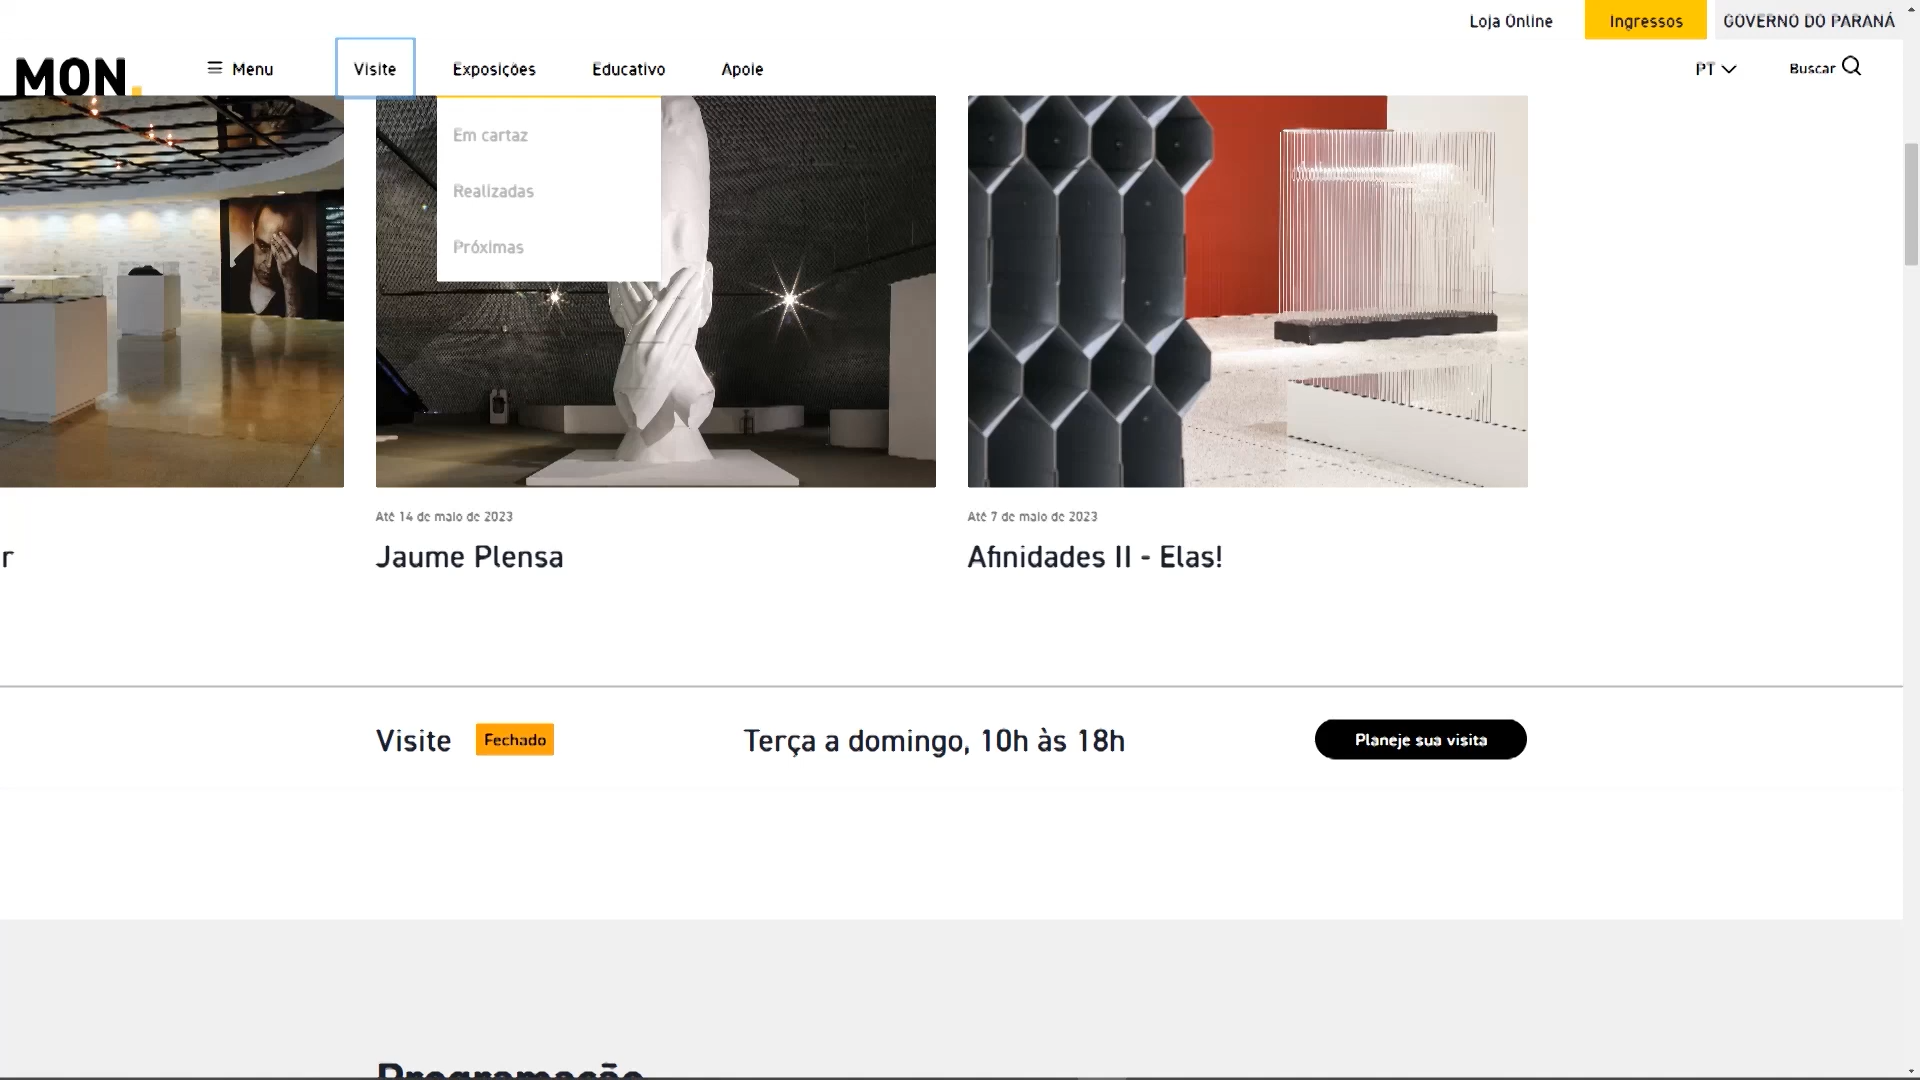 Loja Online
Ingressos
GOVERNO DO PARANÁ
MON.
Menu
Visite
Exposições
Educativo
Apoie
PT
Buscar
Em cartaz
Realizadas
Próximas
Até 14 de maio de 2023
Até 7 de maio de 2023
r
Jaume Plensa
Afinidades II - Elas!
Visite
Fechado
Terça a domingo, 10h às 18h
Planeje sua visita
Programação